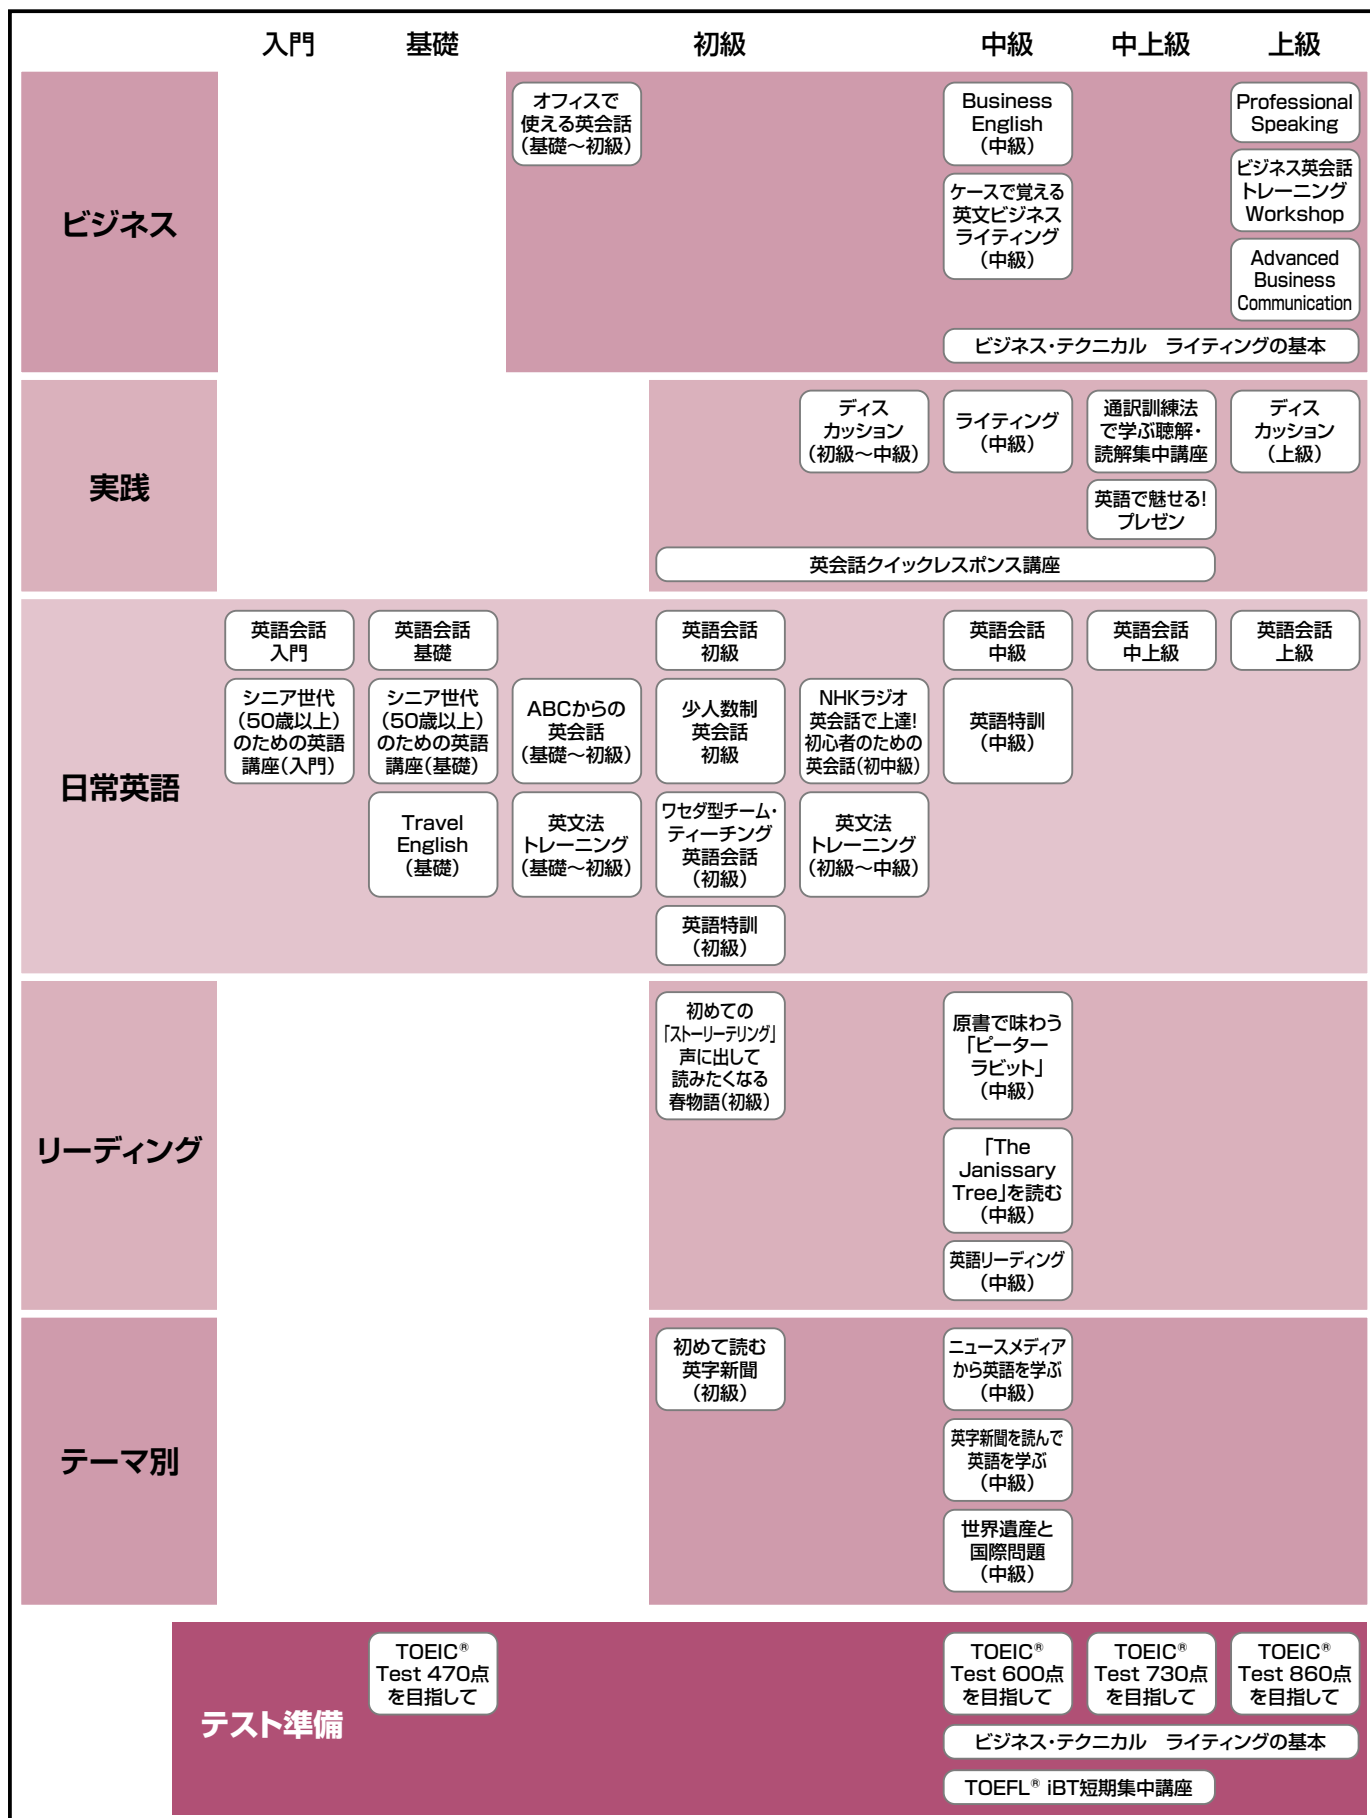 入門 基礎 初級 中級 中上級 上級
ビジネス
オフィスで
使える英会話
（基礎～初級）
Business
English
（中級）
ケースで覚える
英文ビジネス
ライティング
（中級）
Professional
Speaking
ビジネス英会話
トレーニング
Workshop
Advanced
Business
Communication
ビジネス・テクニカル　ライティングの基本
実践
ディス
カッション
（初級～中級）
ライティング
（中級）
通訳訓練法
で学ぶ聴解・
読解集中講座
英語で魅せる!
プレゼン
ディス
カッション
（上級）
英会話クイックレスポンス講座
日常英語
英語会話
入門
英語会話
基礎
英語会話
初級
英語会話
中級
英語会話
中上級
英語会話
上級
シニア世代
（50歳以上）
のための英語
講座（入門）
シニア世代
（50歳以上）
のための英語
講座（基礎）
ABCからの
英会話
（基礎～初級）
少人数制
英会話
初級
NHKラジオ
英会話で上達!
初心者のための
英会話（初中級）
英語特訓
（中級）
Travel
English
（基礎）
英文法
トレーニング
（基礎～初級）
ワセダ型チーム・
ティーチング
英語会話
（初級）
英文法
トレーニング
（初級～中級）
英語特訓
（初級）
リーディング
初めての
「ストーリーテリング」
声に出して
読みたくなる
春物語（初級）
原書で味わう
「ピーター
ラビット」
（中級）
「The
Janissary
Tree」を読む
（中級）
英語リーディング
（中級）
テーマ別
初めて読む
英字新聞
（初級）
ニュースメディア
から英語を学ぶ
（中級）
英字新聞を読んで
英語を学ぶ
（中級）
世界遺産と
国際問題
（中級）
テスト準備
TOEIC®
Test 470点
を目指して
TOEIC®
Test 600点
を目指して
TOEIC®
Test 730点
を目指して
TOEIC®
Test 860点
を目指して
ビジネス・テクニカル　ライティングの基本
TOEFL® iBT短期集中講座